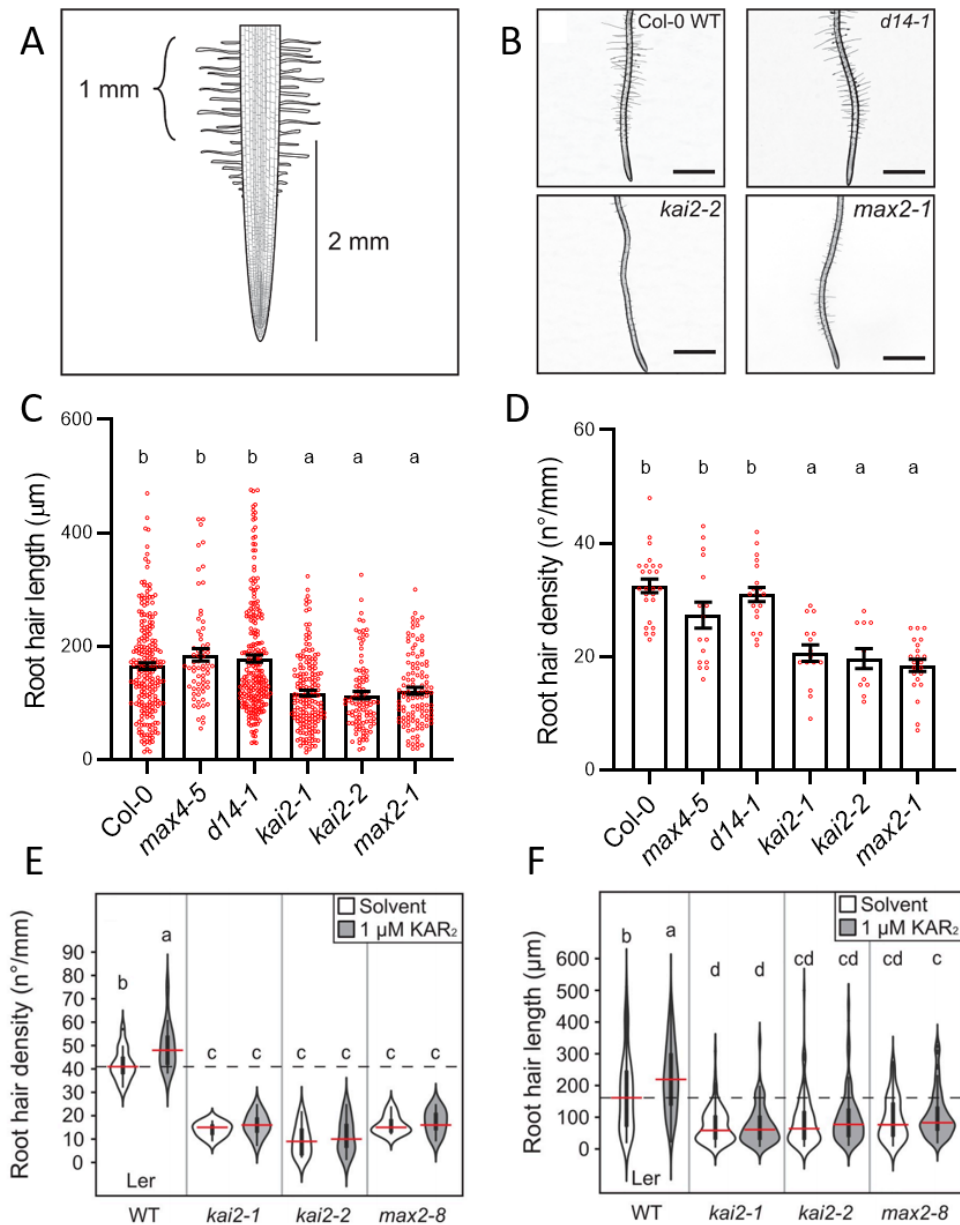 A
1 mm
2 mm
B
Col-0 WT
d14-1
kai2-2
max2-1
C
Root hair length (µm)
600
400
200
0
b b b a a a
Col-0 max4-5 d14-1 kai2-1 kai2-2 max2-1
D
Root hair density (n°/mm)
60
40
20
0
b b b a a a
Col-0 max4-5 d14-1 kai2-1 kai2-2 max2-1
E
Root hair density (n°/mm)
Solvent
1 µM KAR₂
90
80
70
60
50
40
30
20
10
0
b a c c c c c c
Ler
WT kai2-1 kai2-2 max2-8
F
Root hair length (µm)
Solvent
1 µM KAR₂
600
500
400
300
200
100
0
b a d d cd cd cd c
Ler
WT kai2-1 kai2-2 max2-8